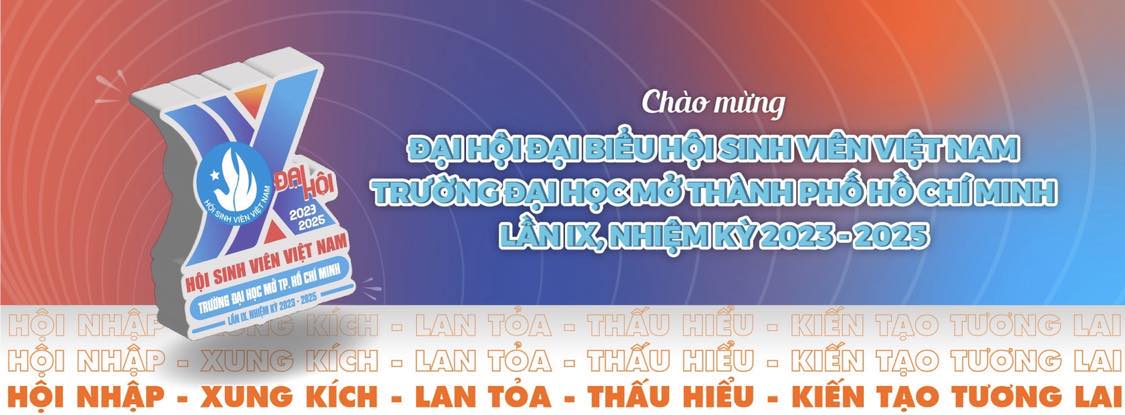 Chào mừng
ĐẠI HỘI ĐẠI BIỂU HỘI SINH VIÊN VIỆT NAM
TRƯỜNG ĐẠI HỌC MỞ THÀNH PHỐ HỒ CHÍ MINH
LẦN IX, NHIỆM KỲ 2023 - 2025
HỘI SINH VIÊN VIỆT NAM
ĐẠI
HỘI
2023
2025
HỘI SINH VIÊN VIỆT NAM
TRƯỜNG ĐẠI HỌC MỞ TP. HỒ CHÍ MINH
LẦN IX, NHIỆM KỲ 2023 - 2025
HỘI NHẬP - XUNG KÍCH - LAN TỎA - THẤU HIỂU - KIẾN TẠO TƯƠNG LAI
HỘI NHẬP - XUNG KÍCH - LAN TỎA - THẤU HIỂU - KIẾN TẠO TƯƠNG LAI
HỘI NHẬP - XUNG KÍCH - LAN TỎA - THẤU HIỂU - KIẾN TẠO TƯƠNG LAI